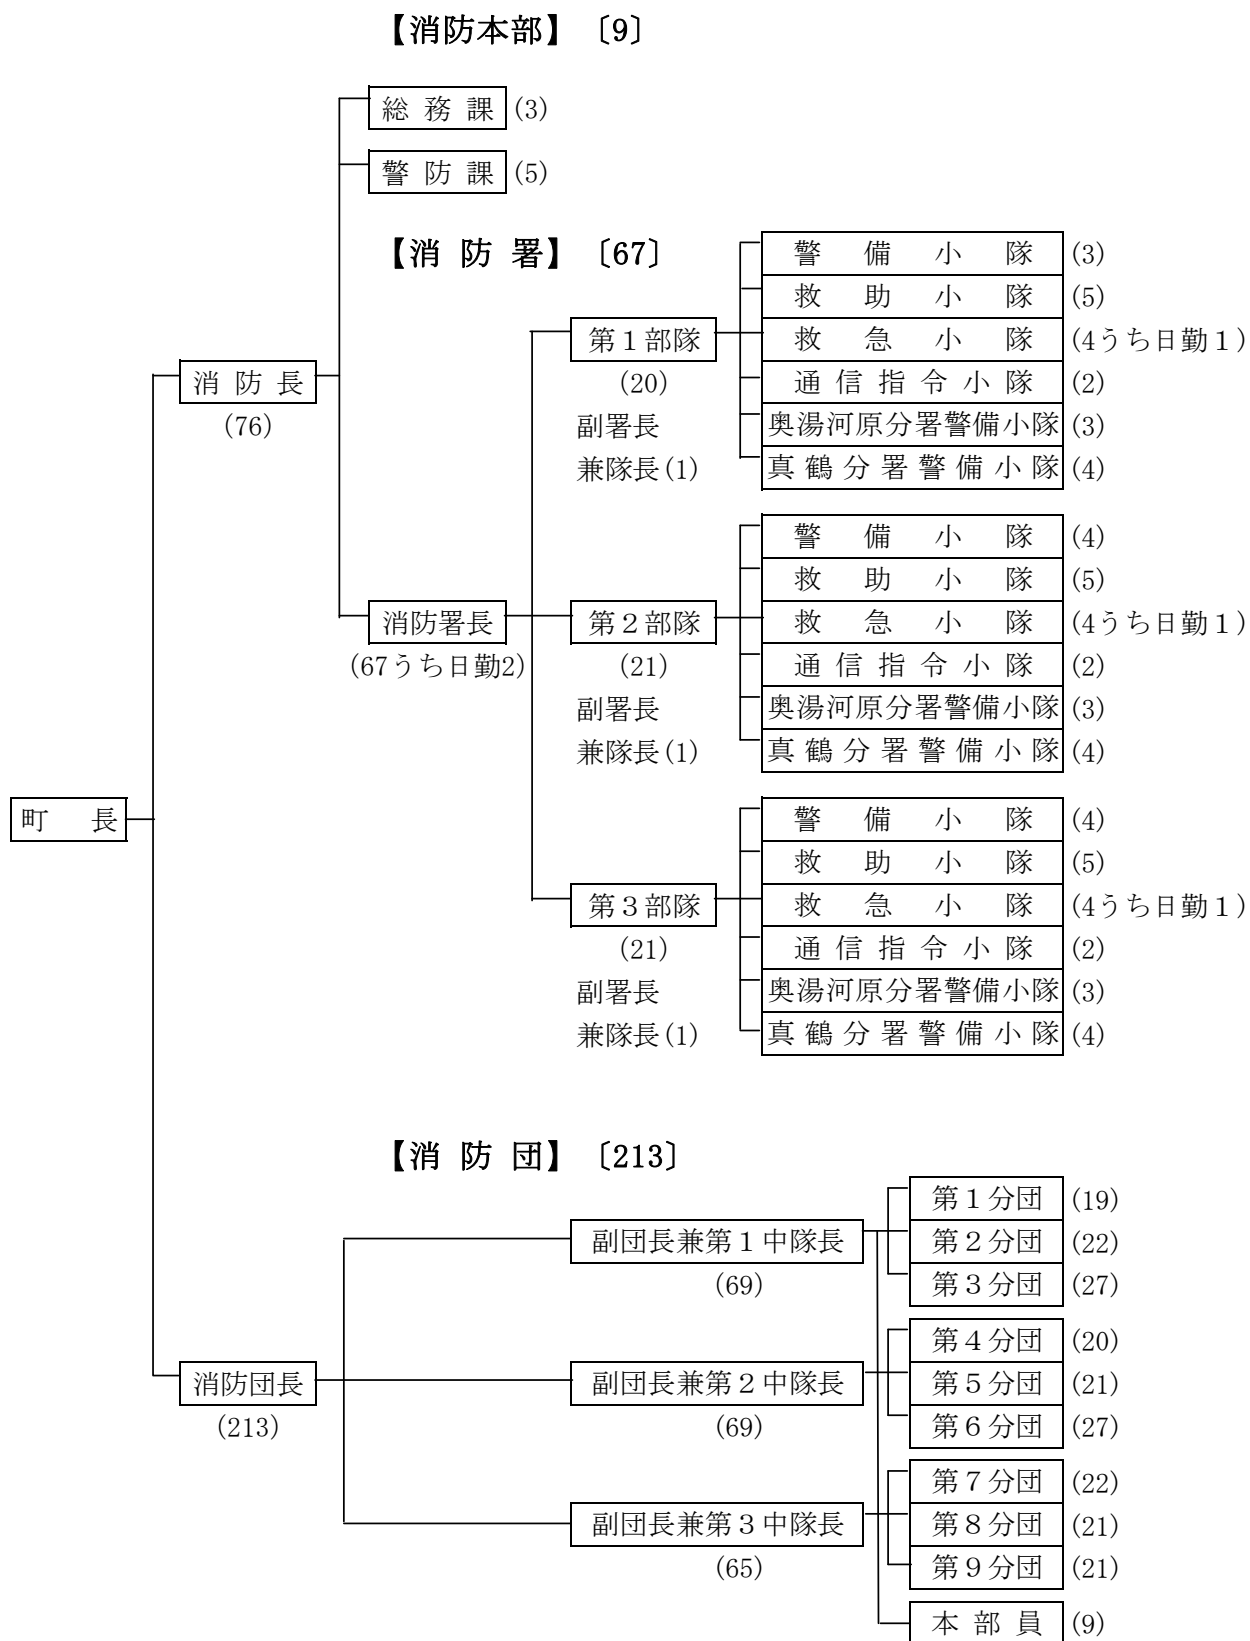 【消防本部】〔9〕
総務課 (3)
警防課 (5)
【消防署】〔67〕
警備小隊 (3)
救助小隊 (5)
第１部隊 救急小隊 (4うち日勤１)
消防長 (20) 通信指令小隊 (2)
(76) 副署長 奥湯河原分署警備小隊 (3)
兼隊長(1) 真鶴分署警備小隊 (4)
警備小隊 (4)
救助小隊 (5)
消防署長 第２部隊 救急小隊 (4うち日勤１)
(67うち日勤2) (21) 通信指令小隊 (2)
副署長 奥湯河原分署警備小隊 (3)
兼隊長(1) 真鶴分署警備小隊 (4)
町長 警備小隊 (4)
救助小隊 (5)
第３部隊 救急小隊 (4うち日勤１)
(21) 通信指令小隊 (2)
副署長 奥湯河原分署警備小隊 (3)
兼隊長(1) 真鶴分署警備小隊 (4)
【消防団】〔213〕
第１分団 (19)
副団長兼第１中隊長 第２分団 (22)
(69) 第３分団 (27)
第４分団 (20)
消防団長 副団長兼第２中隊長 第５分団 (21)
(213) (69) 第６分団 (27)
第７分団 (22)
副団長兼第３中隊長 第８分団 (21)
(65) 第９分団 (21)
本部員 (9)